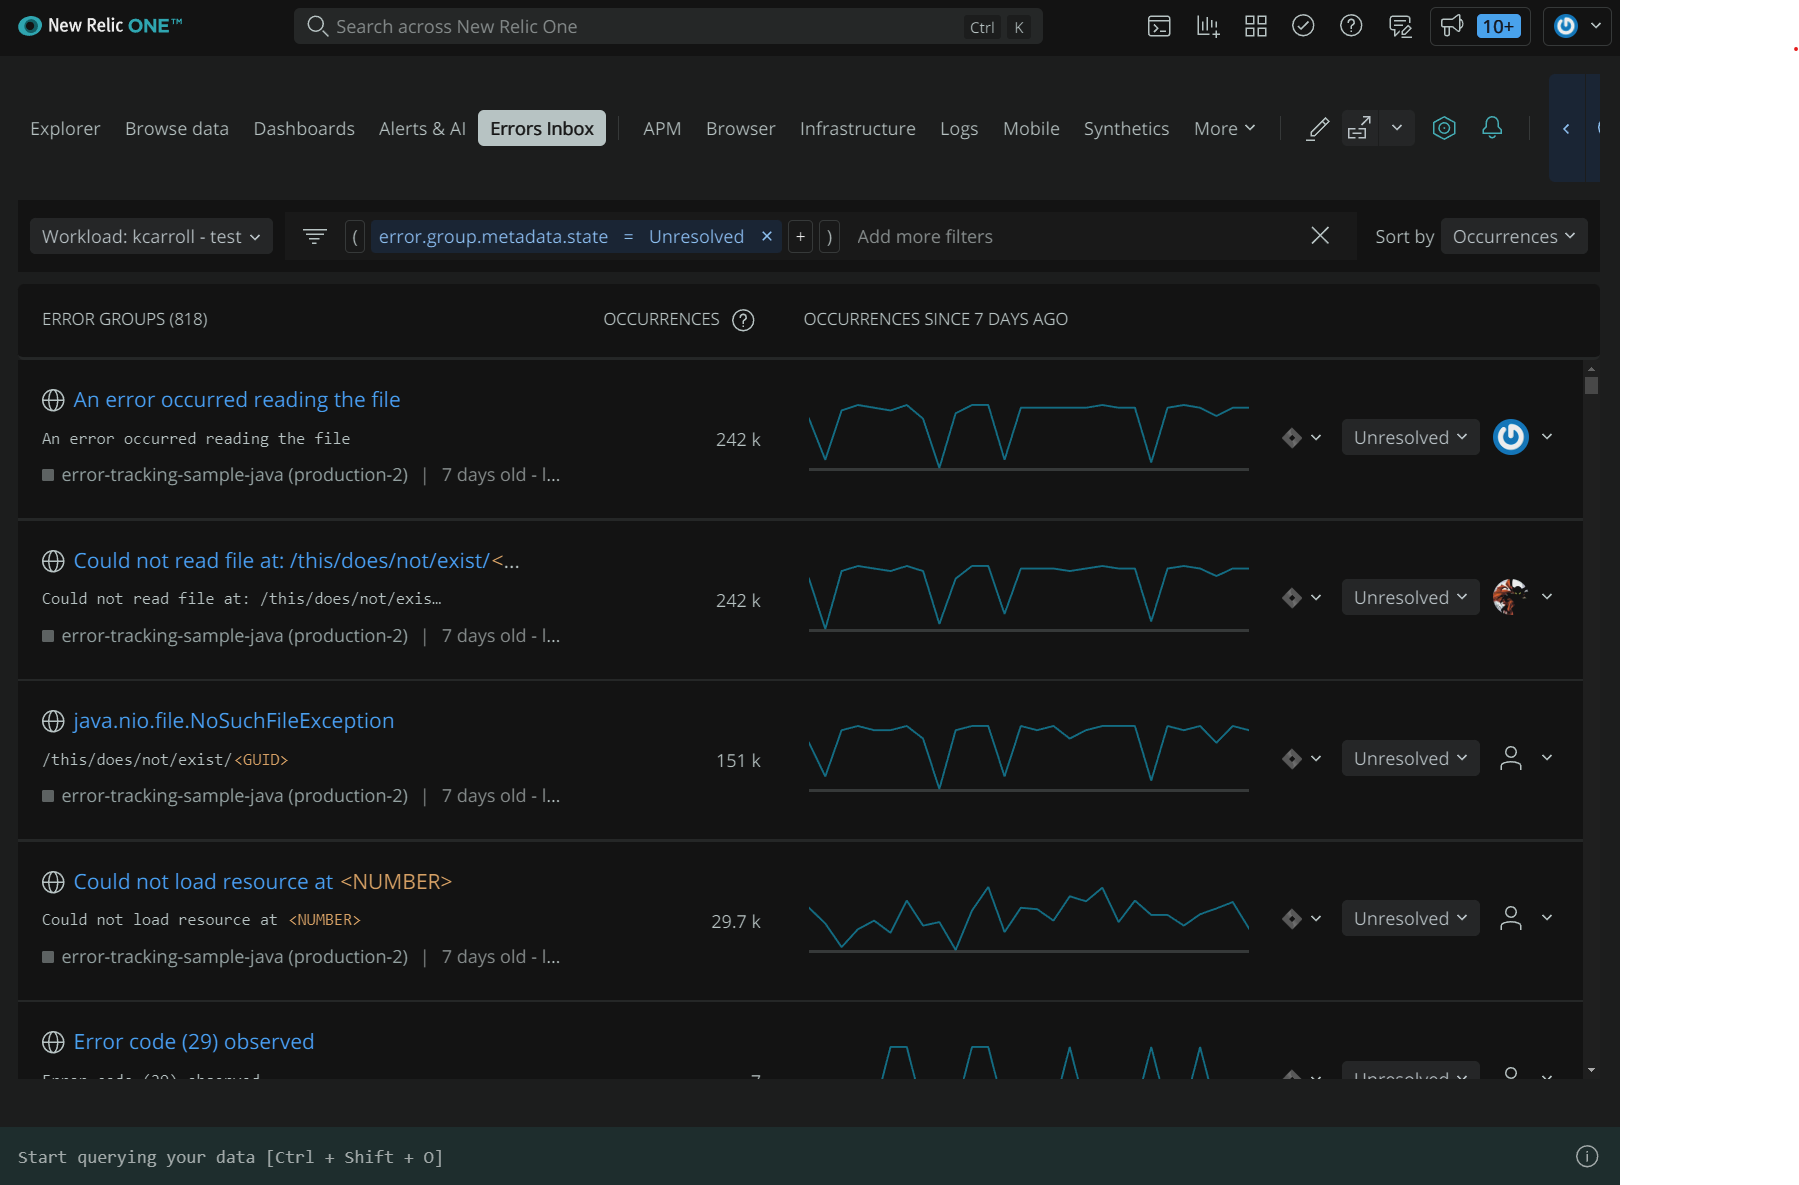 New Relic ONE™
Search across New Relic One Ctrl K
10+
Explorer Browse data Dashboards Alerts & AI Errors Inbox APM Browser Infrastructure Logs Mobile Synthetics More
Workload: kcarroll - test ( error.group.metadata.state = Unresolved × + ) Add more filters Sort by Occurrences
ERROR GROUPS (818) OCCURRENCES ? OCCURRENCES SINCE 7 DAYS AGO
An error occurred reading the file
An error occurred reading the file
242 k Unresolved
error-tracking-sample-java (production-2) | 7 days old - l...
Could not read file at: /this/does/not/exist/<...
Could not read file at: /this/does/not/exis…
242 k Unresolved
error-tracking-sample-java (production-2) | 7 days old - l...
java.nio.file.NoSuchFileException
/this/does/not/exist/<GUID>
151 k Unresolved
error-tracking-sample-java (production-2) | 7 days old - l...
Could not load resource at <NUMBER>
Could not load resource at <NUMBER>
29.7 k Unresolved
error-tracking-sample-java (production-2) | 7 days old - l...
Error code (29) observed
Error code (29) observed
7 Unresolved
Start querying your data [Ctrl + Shift + O]